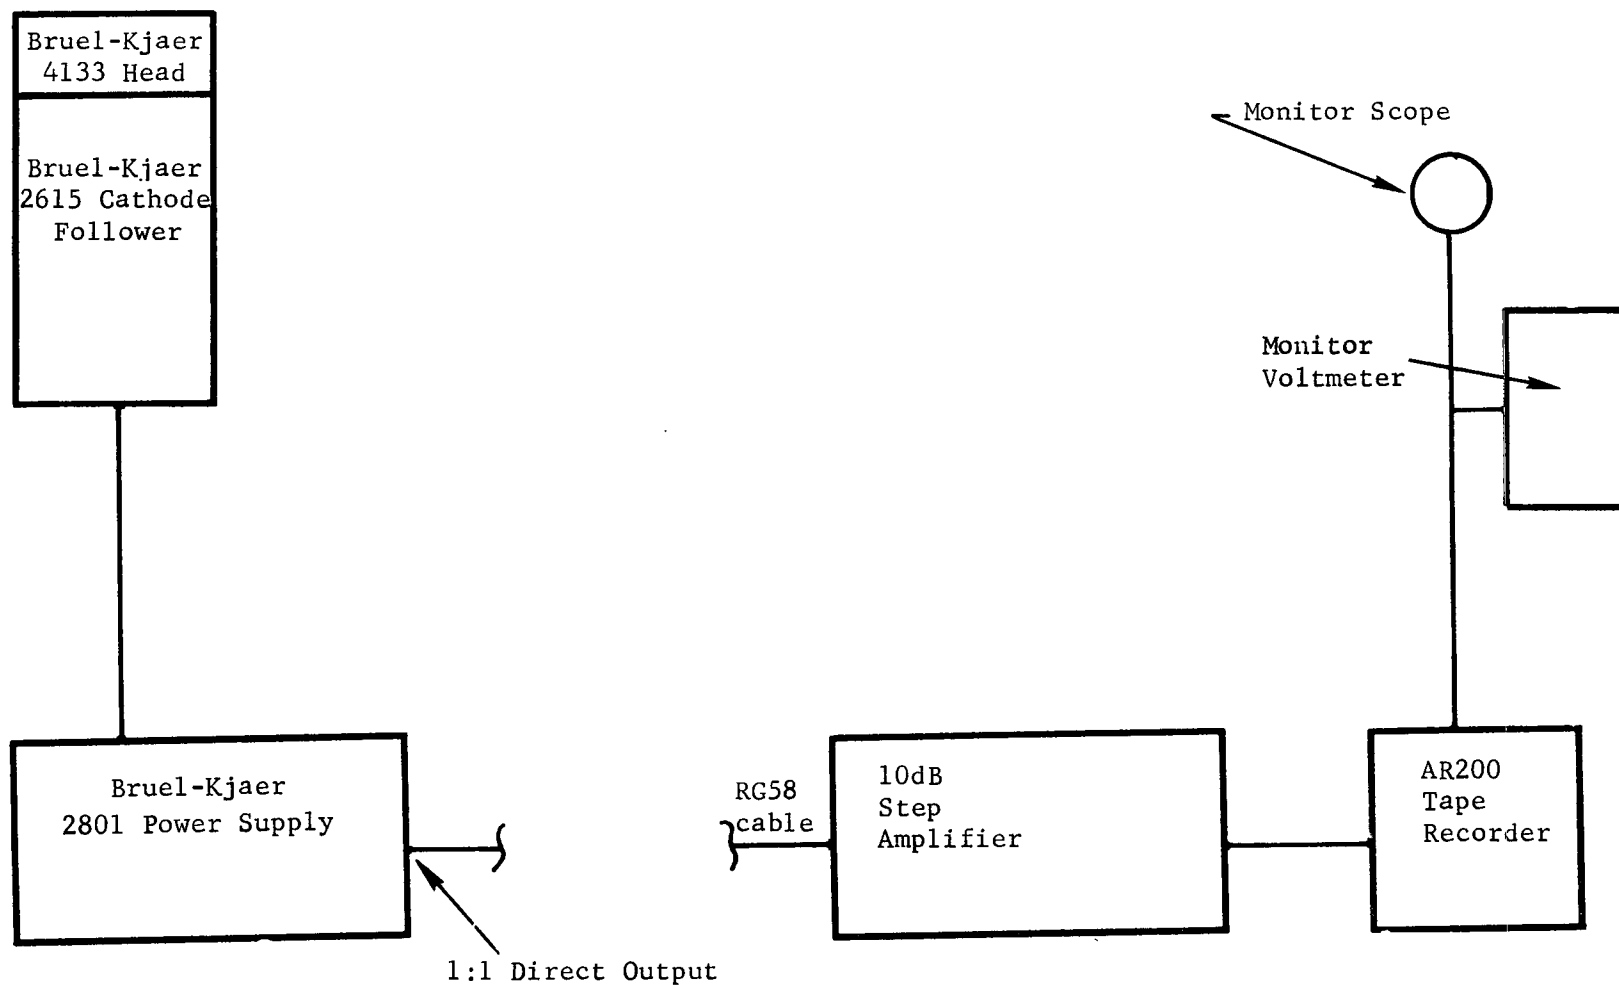 Bruel-Kjaer
4133 Head
Bruel-Kjaer
2615 Cathode
Follower
Monitor Scope
Monitor
Voltmeter
Bruel-Kjaer
2801 Power Supply
1:1 Direct Output
RG58
cable
10dB
Step
Amplifier
AR200
Tape
Recorder